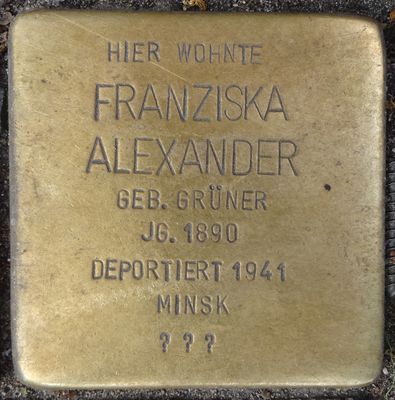 HIER WOHNTE
FRANZISKA
ALEXANDER
GEB. GRÜNER
JG. 1890
DEPORTIERT 1941
MINSK
? ? ?